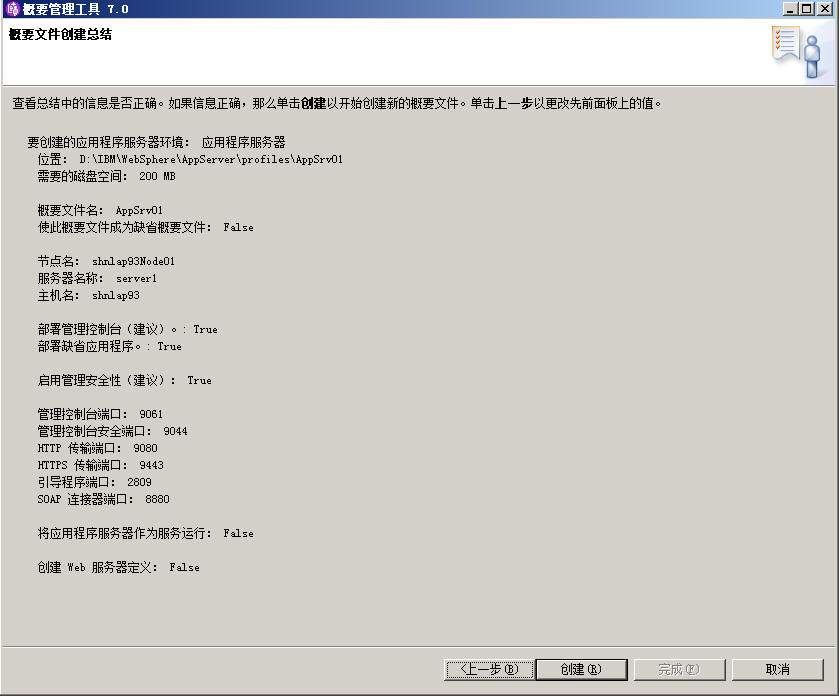 概要管理工具 7.0
概要文件创建总结
查看总结中的信息是否正确。如果信息正确，那么单击创建以开始创建新的概要文件。单击上一步以更改先前面板上的值。
要创建的应用程序服务器环境： 应用程序服务器
位置： D:\IBM\WebSphere\AppServer\profiles\AppSrv01
需要的磁盘空间： 200 MB
概要文件名： AppSrv01
使此概要文件成为缺省概要文件： False
节点名： shnlap93Node01
服务器名称： server1
主机名： shnlap93
部署管理控制台（建议）。: True
部署缺省应用程序。: True
启用管理安全性（建议）： True
管理控制台端口： 9061
管理控制台安全端口： 9044
HTTP 传输端口： 9080
HTTPS 传输端口： 9443
引导程序端口： 2809
SOAP 连接器端口： 8880
将应用程序服务器作为服务运行： False
创建 Web 服务器定义： False
<上一步(B) 创建(R) 完成(F) 取消